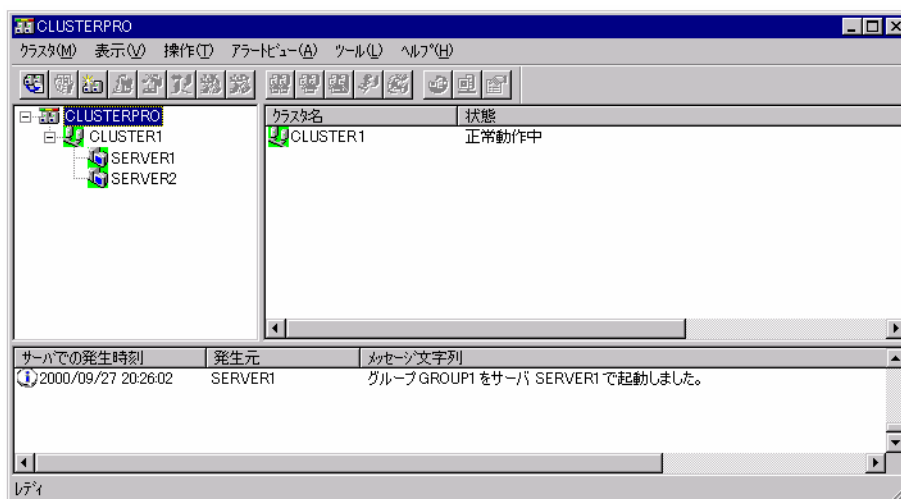 CLUSTERPRO
クラスタ(M) 表示(V) 操作(T) アラートビュー(A) ツール(L) ヘルプ(H)
CLUSTERPRO
CLUSTER1
SERVER1
SERVER2
クラスタ名 状態
CLUSTER1 正常動作中
サーバでの発生時刻 発生元 メッセージ文字列
2000/09/27 20:26:02 SERVER1 グループ GROUP1 をサーバ SERVER1 で起動しました。
レディ